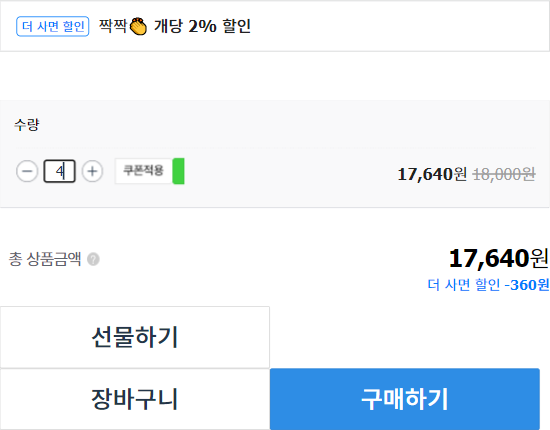 더 사면 할인 짝짝👏 개당 2% 할인
수량
4 쿠폰적용 17,640원 18,000원
총 상품금액 ? 17,640원
더 사면 할인 -360원
선물하기
장바구니 구매하기